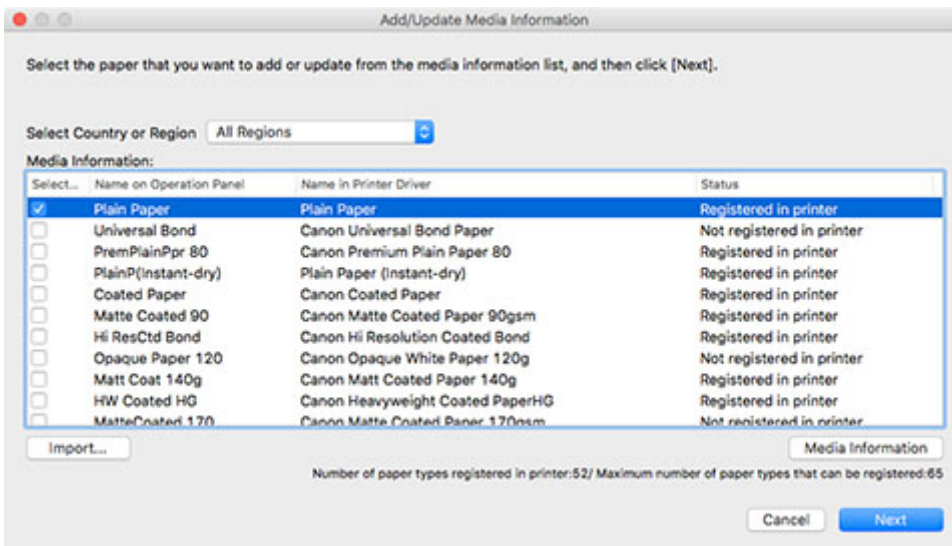 Add/Update Media Information
Select the paper that you want to add or update from the media information list, and then click [Next].
Select Country or Region All Regions
Media Information:
Select... Name on Operation Panel Name in Printer Driver Status
Plain Paper Plain Paper Registered in printer
Universal Bond Canon Universal Bond Paper Not registered in printer
PremPlainPpr 80 Canon Premium Plain Paper 80 Registered in printer
PlainP(Instant-dry) Plain Paper (Instant-dry) Registered in printer
Coated Paper Canon Coated Paper Registered in printer
Matte Coated 90 Canon Matte Coated Paper 90gsm Registered in printer
Hi ResCtd Bond Canon Hi Resolution Coated Bond Registered in printer
Opaque Paper 120 Canon Opaque White Paper 120g Not registered in printer
Matt Coat 140g Canon Matt Coated Paper 140g Registered in printer
HW Coated HG Canon Heavyweight Coated PaperHG Registered in printer
MatteCoated 170 Canon Matte Coated Paper 170gsm Not registered in printer
Import... Media Information
Number of paper types registered in printer:52/ Maximum number of paper types that can be registered:65
Cancel Next